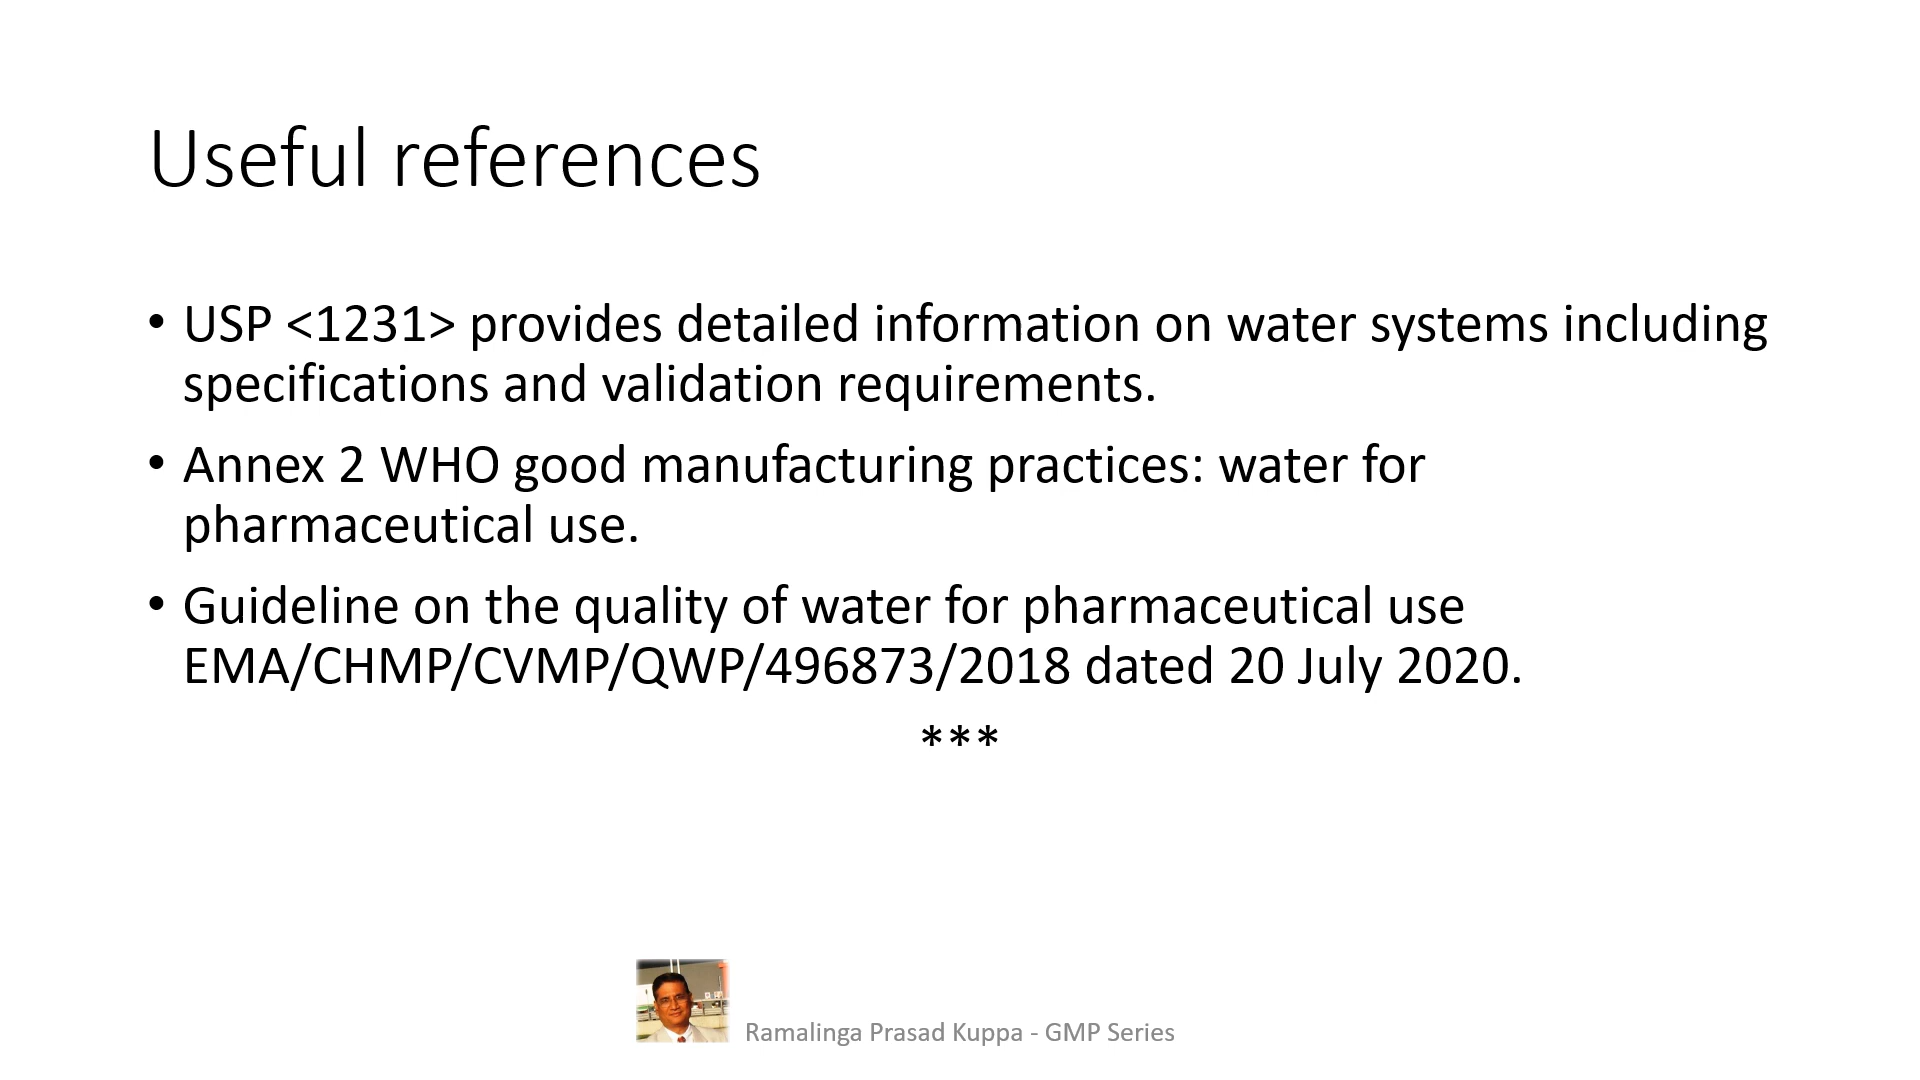 Useful references
• USP <1231> provides detailed information on water systems including
specifications and validation requirements.
• Annex 2 WHO good manufacturing practices: water for
pharmaceutical use.
• Guideline on the quality of water for pharmaceutical use
EMA/CHMP/CVMP/QWP/496873/2018 dated 20 July 2020.
***
Ramalinga Prasad Kuppa - GMP Series